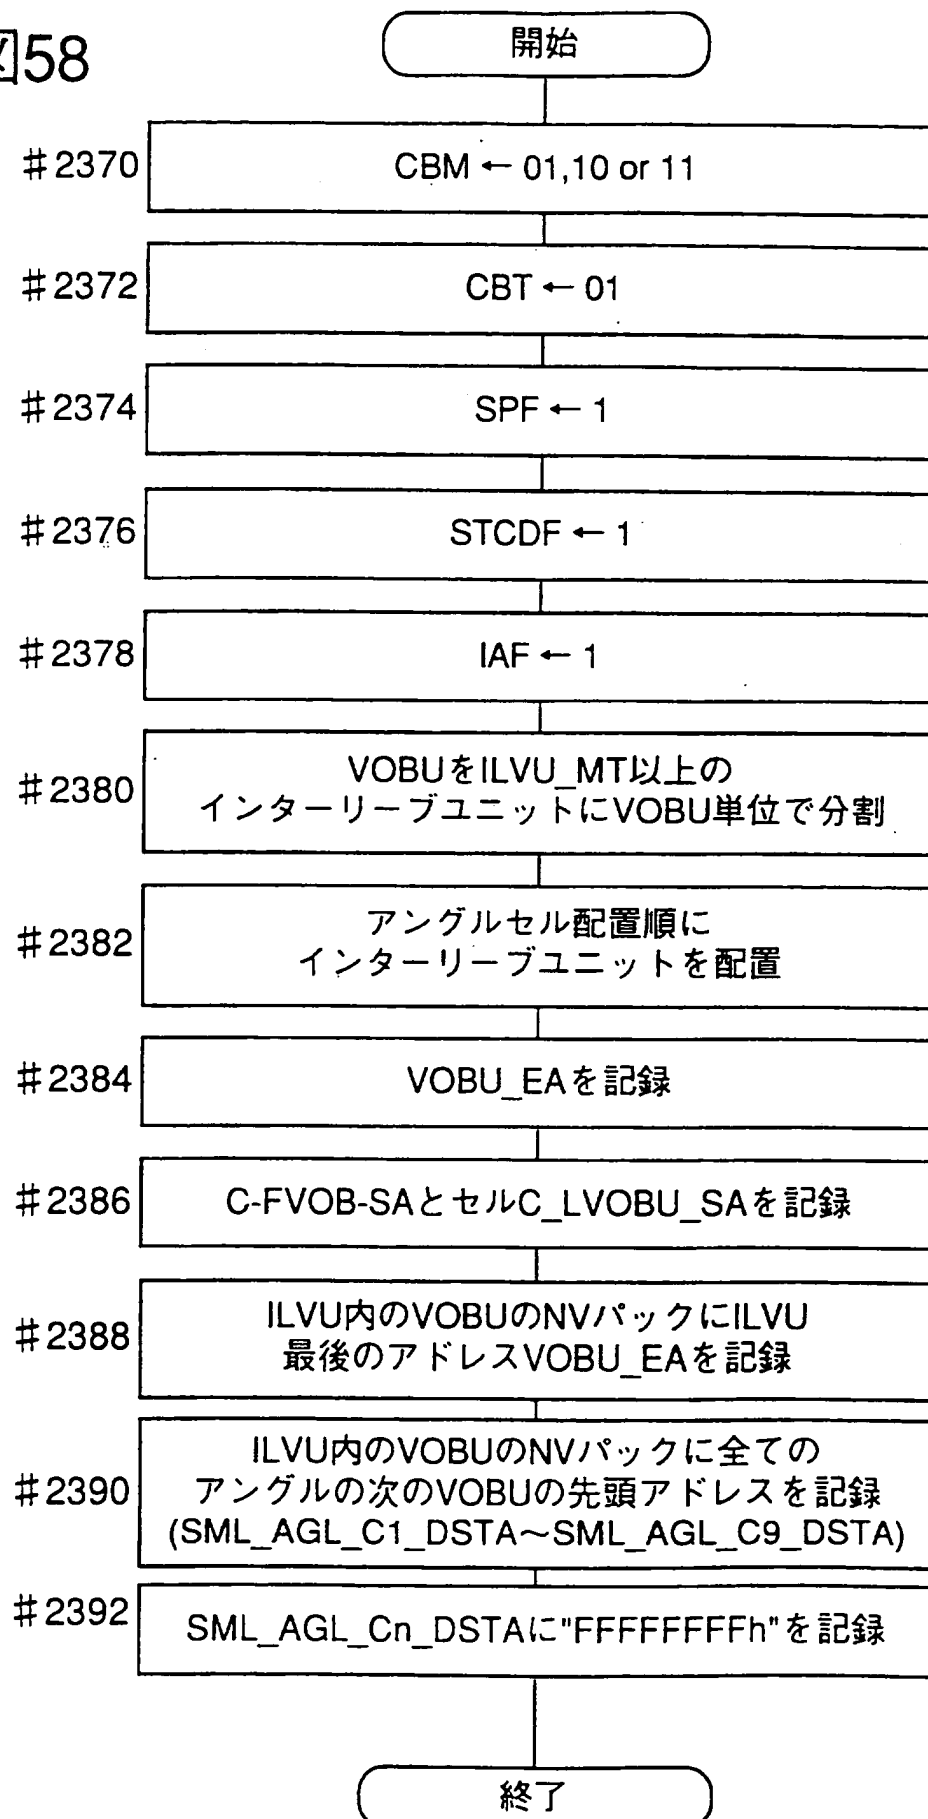 図58
開始
#2370
CBM ← 01,10 or 11
#2372
CBT ← 01
#2374
SPF ← 1
#2376
STCDF ← 1
#2378
IAF ← 1
#2380
VOBUをILVU_MT以上の
インターリーブユニットにVOBU単位で分割
#2382
アングルセル配置順に
インターリーブユニットを配置
#2384
VOBU_EAを記録
#2386
C-FVOB-SAとセルC_LVOBU_SAを記録
#2388
ILVU内のVOBUのNVパックにILVU
最後のアドレスVOBU_EAを記録
#2390
ILVU内のVOBUのNVパックに全ての
アングルの次のVOBUの先頭アドレスを記録
(SML_AGL_C1_DSTA～SML_AGL_C9_DSTA)
#2392
SML_AGL_Cn_DSTAに"FFFFFFFFh"を記録
終了